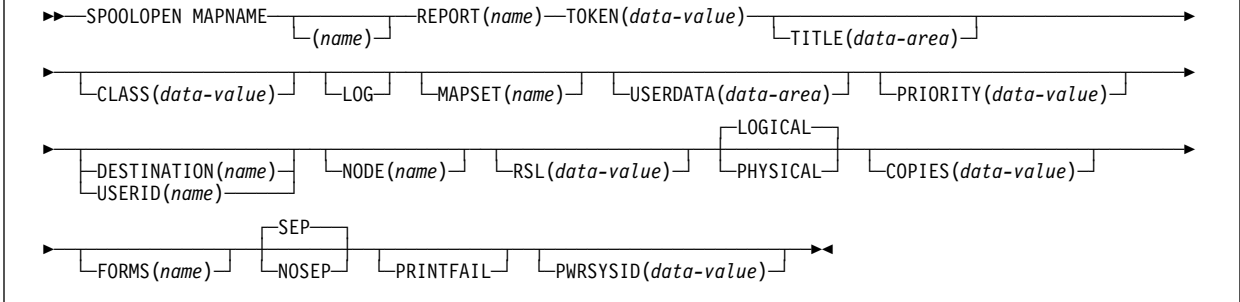 SPOOLOPEN MAPNAME (name) REPORT(name) TOKEN(data-value) TITLE(data-area)
CLASS(data-value) LOG MAPSET(name) USERDATA(data-area) PRIORITY(data-value)
LOGICAL
DESTINATION(name) NODE(name) RSL(data-value) PHYSICAL COPIES(data-value)
USERID(name)
SEP
FORMS(name) NOSEP PRINTFAIL PWRSYSID(data-value)